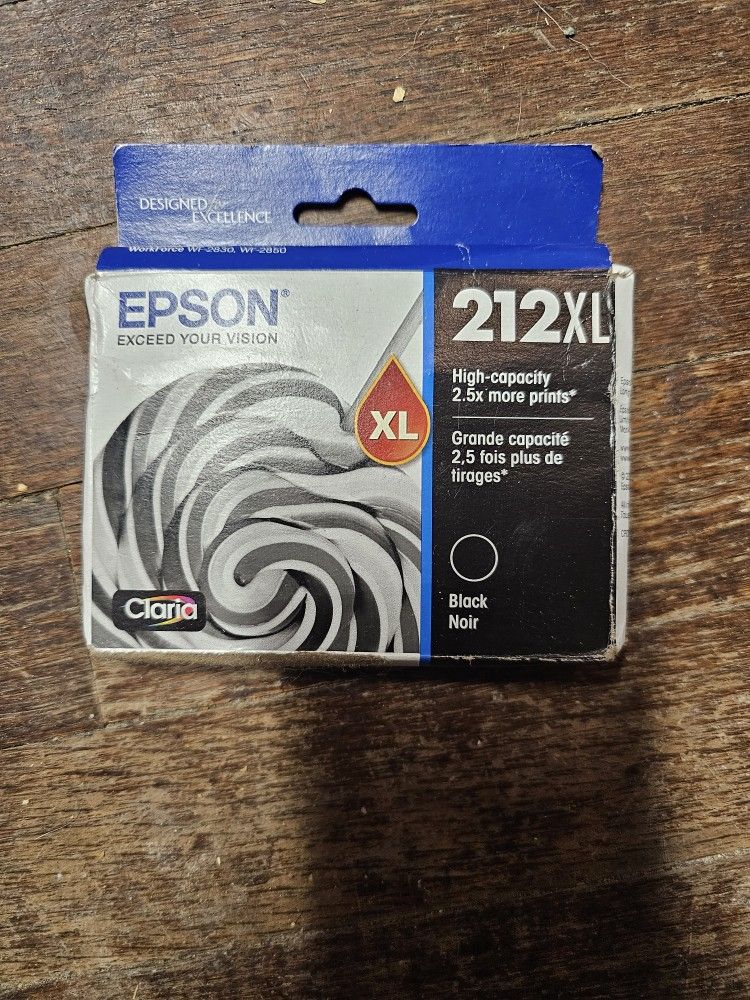 DESIGNED for
EXCELLENCE
WorkForce WF-2830, WF-2850
EPSON®
EXCEED YOUR VISION
212XL
High-capacity
2.5x more prints*
XL
Grande capacité
2,5 fois plus de
tirages*
Claria
Black
Noir